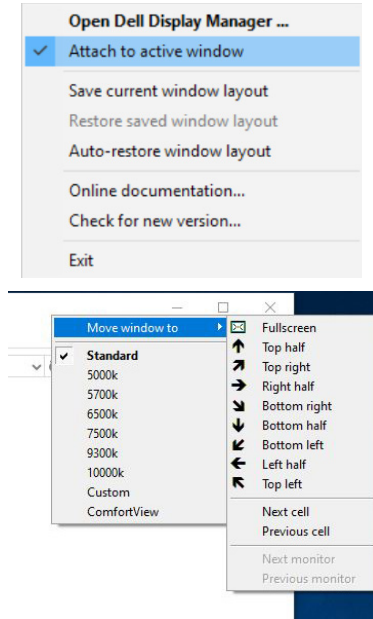 Open Dell Display Manager ...
Attach to active window
Save current window layout
Restore saved window layout
Auto-restore window layout
Online documentation...
Check for new version...
Exit
Move window to
Standard
5000k
5700k
6500k
7500k
9300k
10000k
Custom
ComfortView
Fullscreen
Top half
Top right
Right half
Bottom right
Bottom half
Bottom left
Left half
Top left
Next cell
Previous cell
Next monitor
Previous monitor